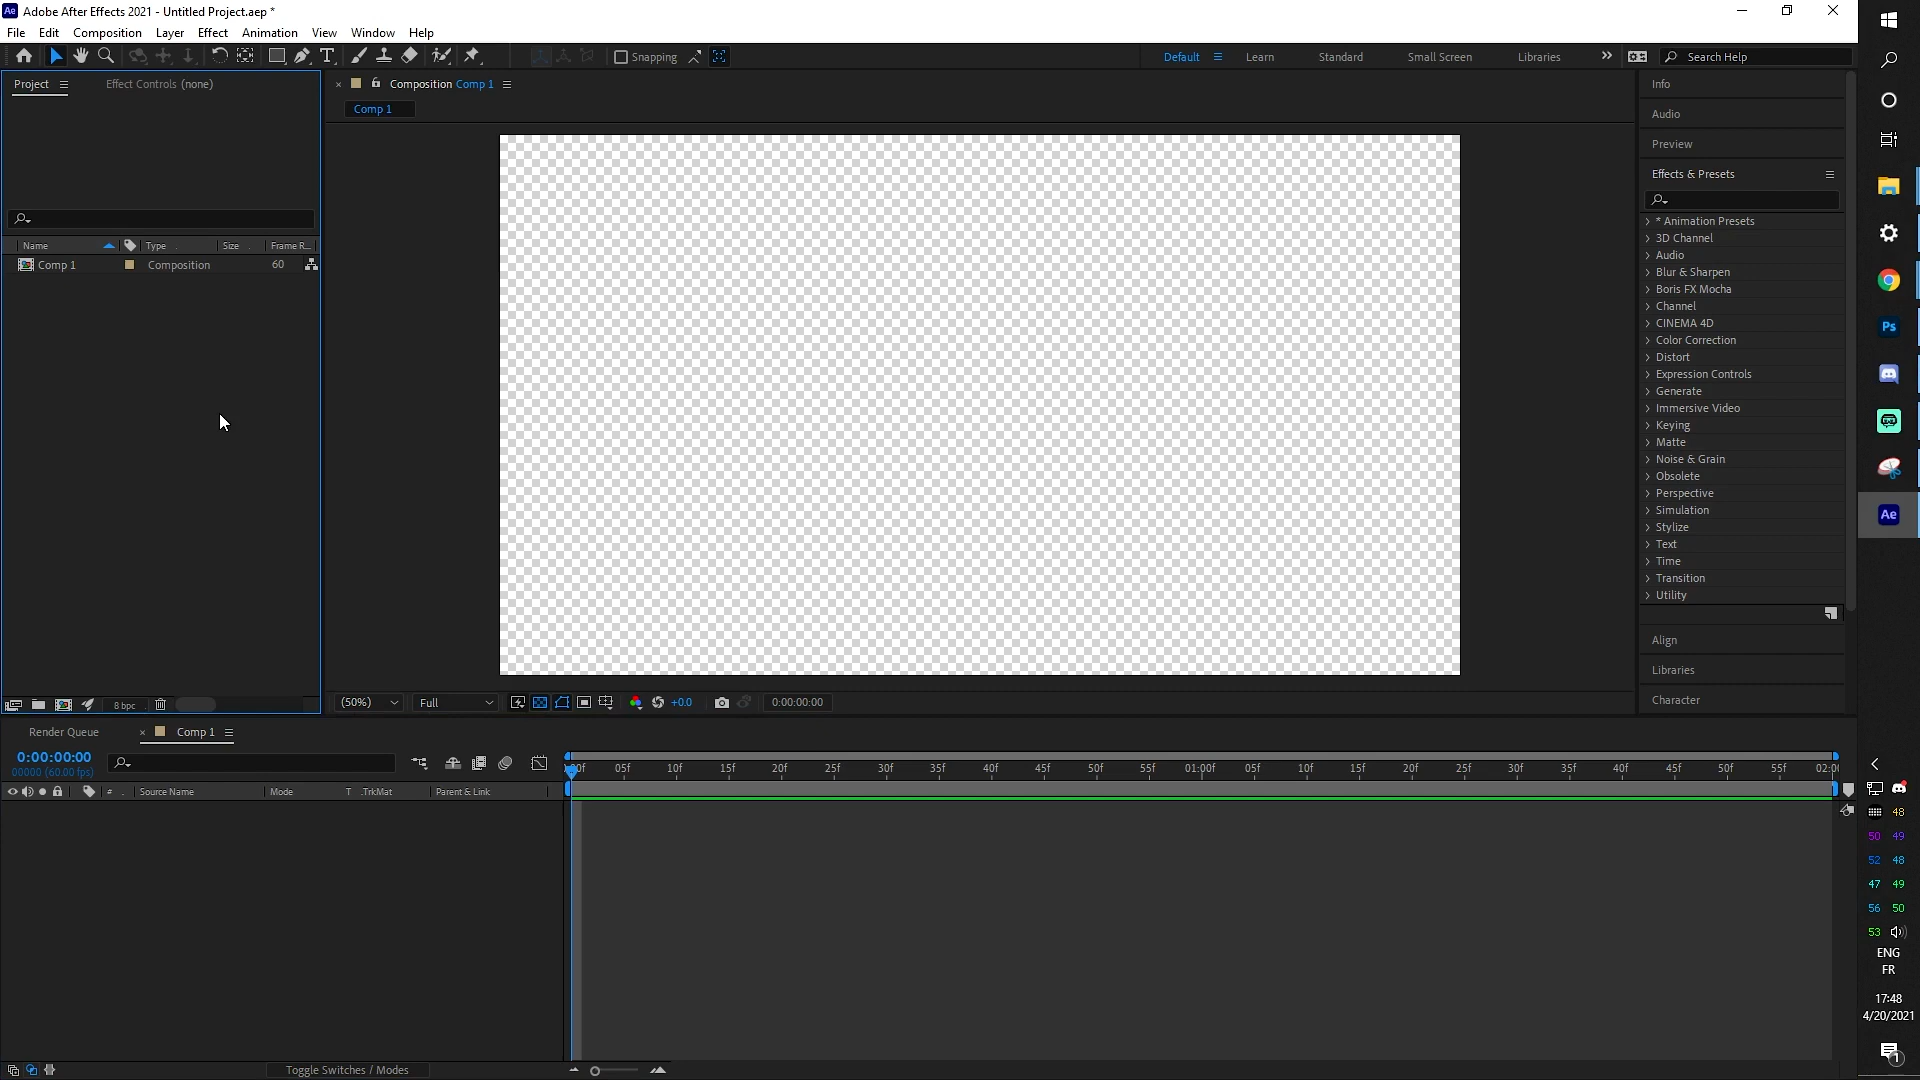 Ae Adobe After Effects 2021 - Untitled Project.aep *
File Edit Composition Layer Effect Animation View Window Help
Snapping Default Learn Standard Small Screen Libraries Search Help
Project Effect Controls (none)
Composition Comp 1
Comp 1
Name Type Size Frame R...
Comp 1 Composition 60
8 bpc
(50%) Full +0.0 0:00:00:00
Info
Audio
Preview
Effects & Presets
* Animation Presets
3D Channel
Audio
Blur & Sharpen
Boris FX Mocha
Channel
CINEMA 4D
Color Correction
Distort
Expression Controls
Generate
Immersive Video
Keying
Matte
Noise & Grain
Obsolete
Perspective
Simulation
Stylize
Text
Time
Transition
Utility
Align
Libraries
Character
Render Queue Comp 1
0:00:00:00
00000 (60.00 fps)
05f 10f 15f 20f 25f 30f 35f 40f 45f 50f 55f 01:00f 05f 10f 15f 20f 25f 30f 35f 40f 45f 50f 55f 02:0
# Source Name Mode T .TrkMat Parent & Link
Toggle Switches / Modes
Ps
Ae
48
50 49
52 48
47 49
56 50
53
ENG
FR
17:48
4/20/2021
1